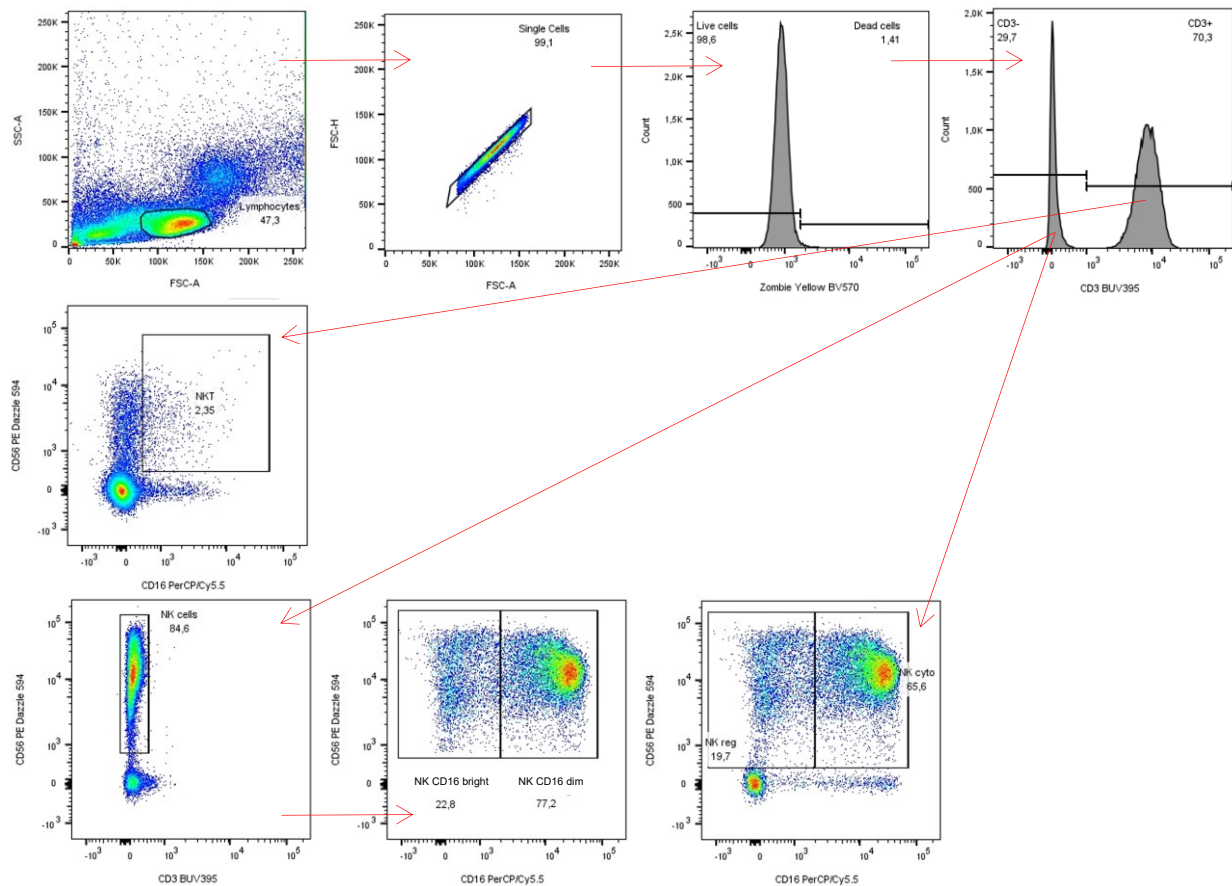 250K
200K
150K
100K
50K
0
SSC-A
Lymphocytes
47,3
0 50K 100K 150K 200K 250K
FSC-A
250K
200K
150K
100K
50K
0
FSC-H
Single Cells
99,1
0 50K 100K 150K 200K 250K
FSC-A
Live cells
98,6
Dead cells
1,41
2,5K
2,0K
1,5K
1,0K
500
0
Count
-10³ 10³ 10⁴ 10⁵
Zombie Yellow BV570
2,0K
1,5K
1,0K
500
0
Count
CD3-
29,7
CD3+
70,3
-10³ 0 10³ 10⁴ 10⁵
CD3 BUV395
10⁵
10⁴
10³
0
-10³
CD56 PE Dazzle 594
NKT
2,35
-10³ 0 10³ 10⁴ 10⁵
CD16 PerCP/Cy5.5
10⁵
10⁴
10³
0
-10³
CD56 PE Dazzle 594
NK cells
84,6
-10³ 0 10³ 10⁴ 10⁵
CD3 BUV395
10⁵
10⁴
10³
0
-10³
CD56 PE Dazzle 594
NK CD16 bright NK CD16 dim
22,8 77,2
-10³ 0 10³ 10⁴ 10⁵
CD16 PerCP/Cy5.5
10⁵
10⁴
10³
0
-10³
CD56 PE Dazzle 594
NK cyto
65,6
NK reg
19,7
-10³ 0 10³ 10⁴ 10⁵
CD16 PerCP/Cy5.5